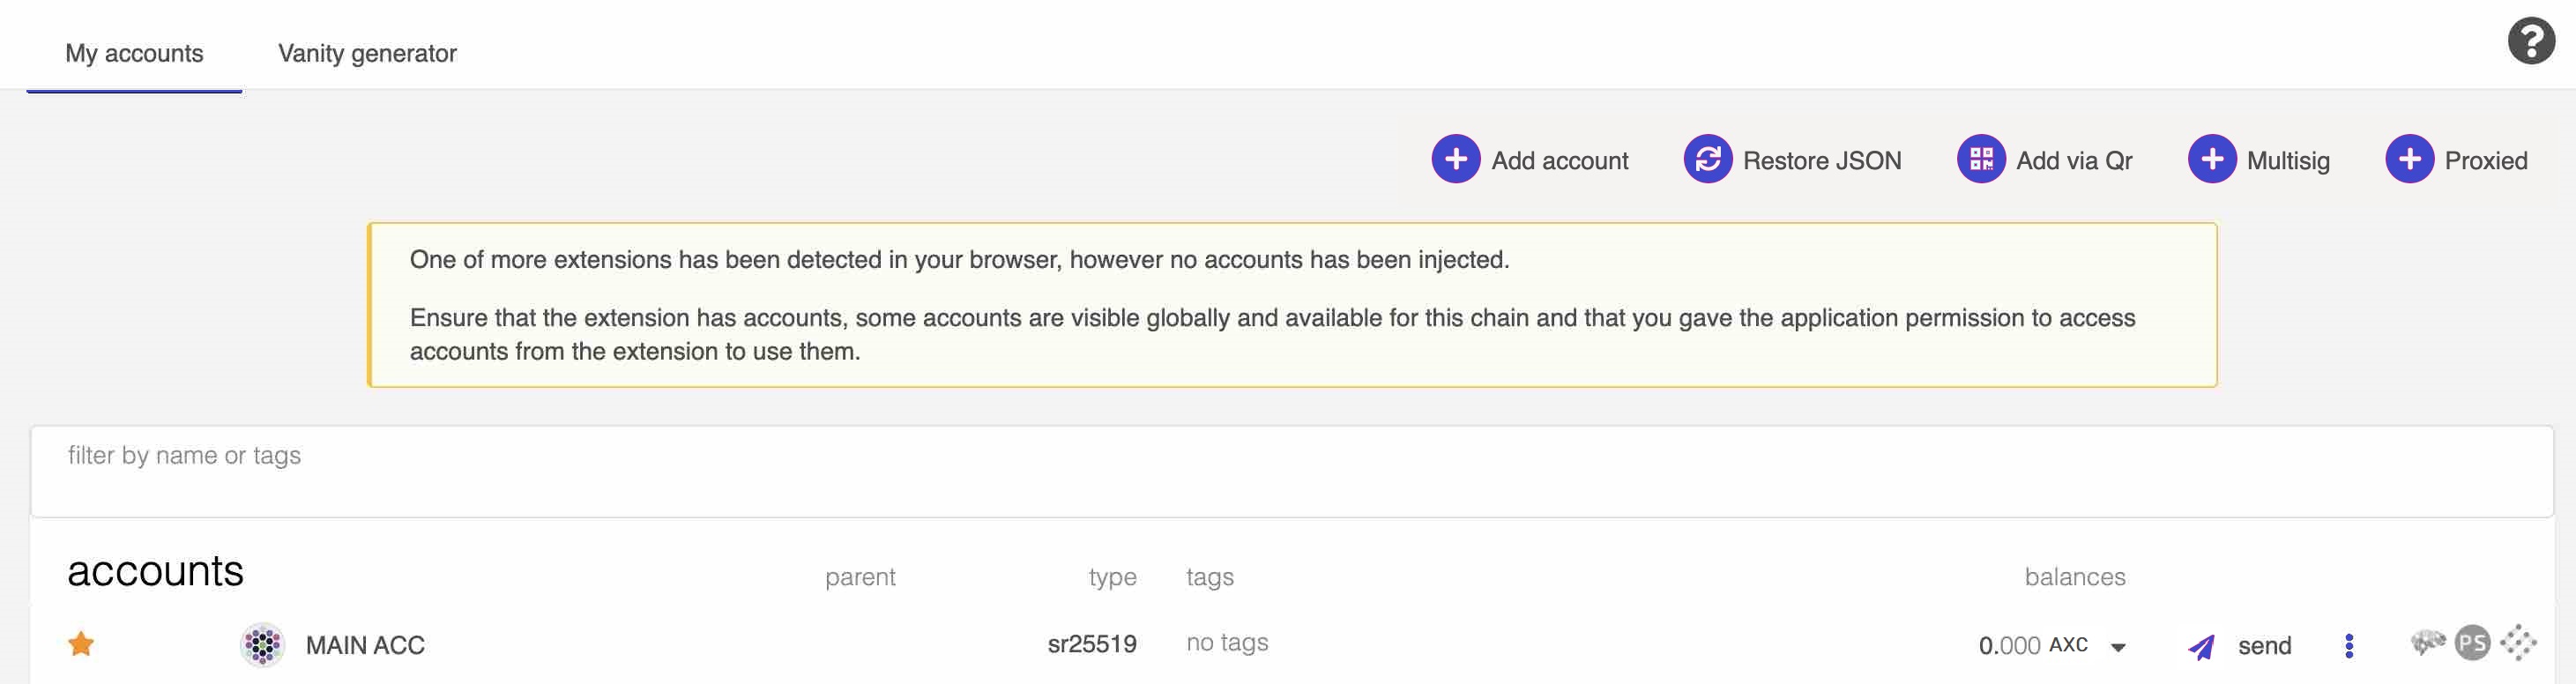 My accounts Vanity generator ?
Add account Restore JSON Add via Qr Multisig Proxied
One of more extensions has been detected in your browser, however no accounts has been injected.
Ensure that the extension has accounts, some accounts are visible globally and available for this chain and that you gave the application permission to access
accounts from the extension to use them.
filter by name or tags
accounts parent type tags balances
MAIN ACC sr25519 no tags 0.000 AXC send PS